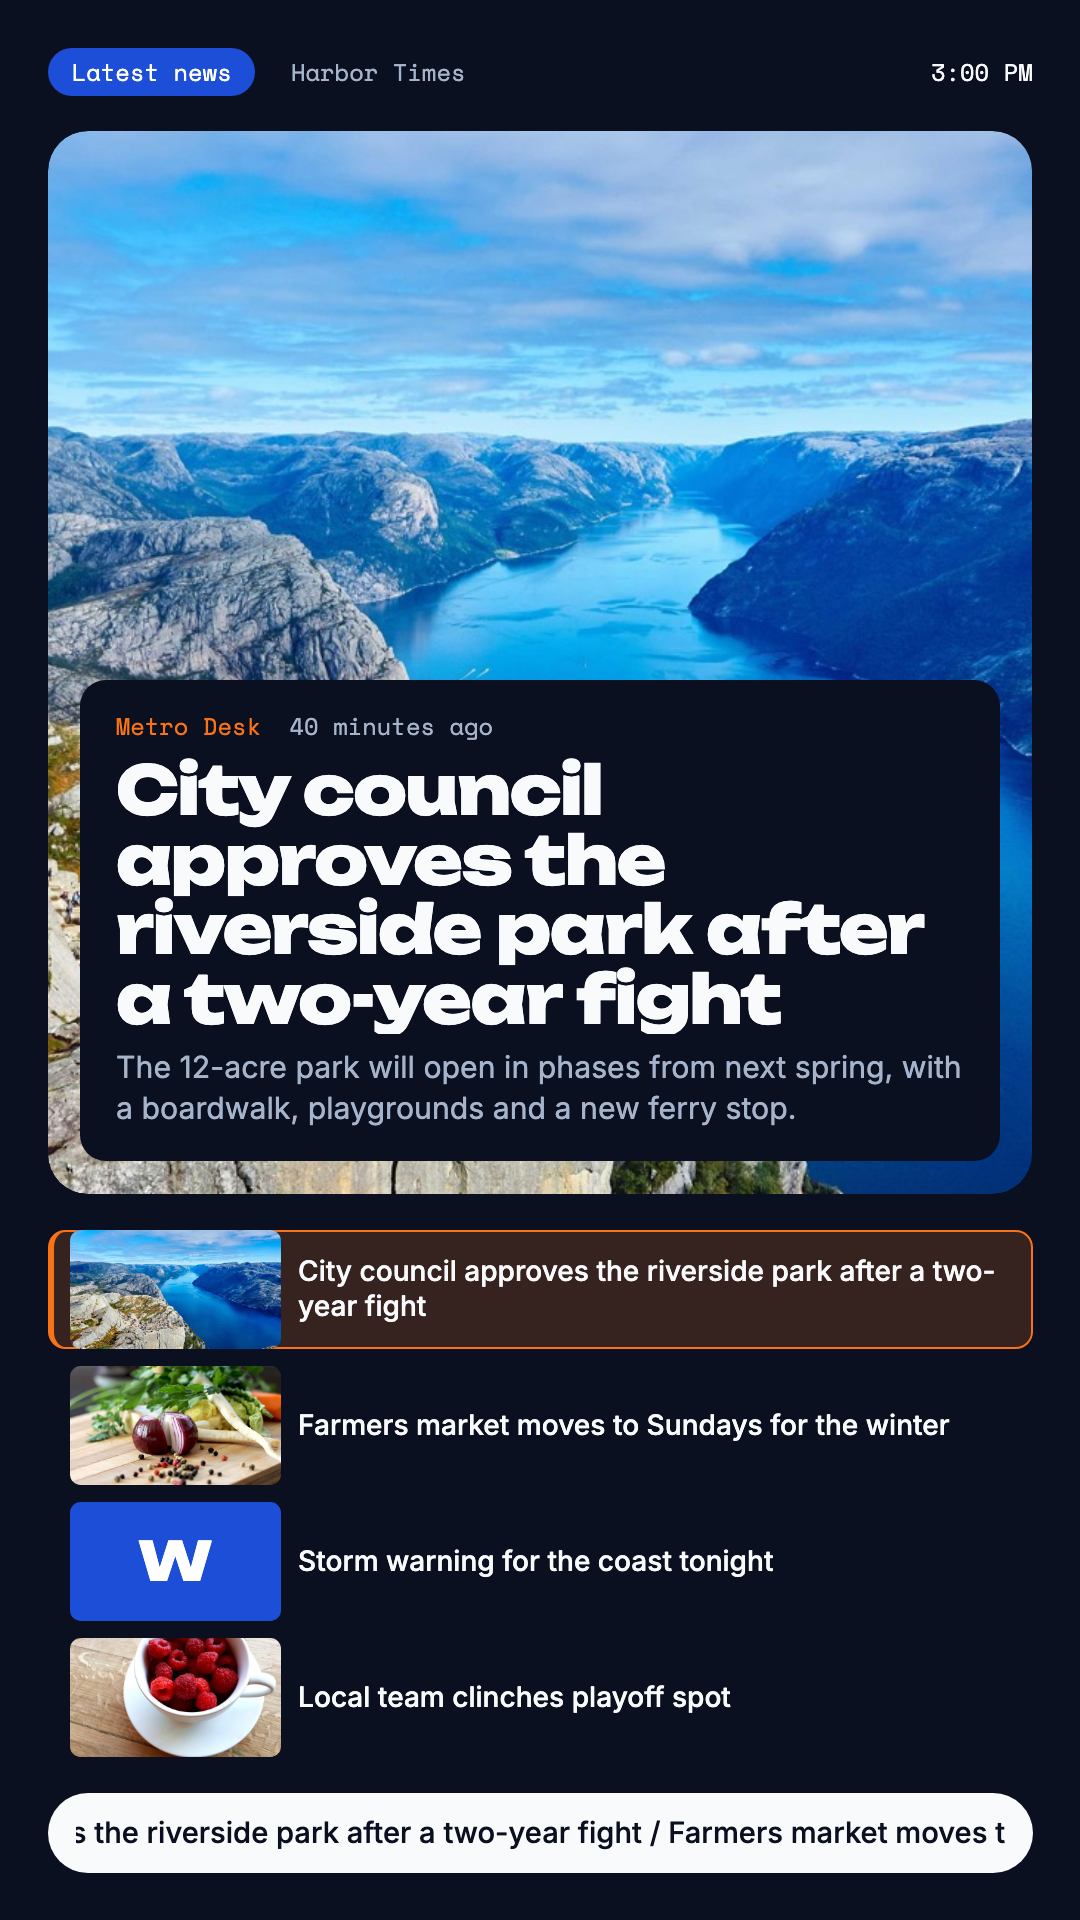 Latest news
Harbor Times
3:00 PM
Metro Desk 40 minutes ago
City council
approves the
riverside park after
a two-year fight
The 12-acre park will open in phases from next spring, with
a boardwalk, playgrounds and a new ferry stop.
City council approves the riverside park after a two-
year fight
Farmers market moves to Sundays for the winter
W
Storm warning for the coast tonight
Local team clinches playoff spot
s the riverside park after a two-year fight / Farmers market moves t